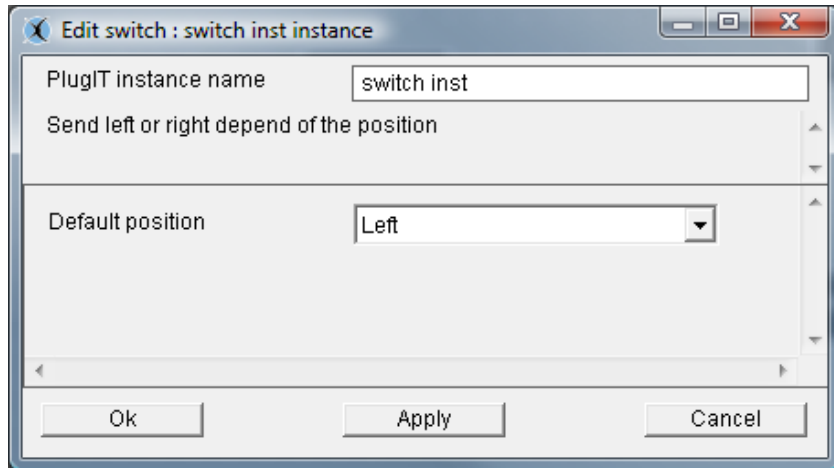 Edit switch : switch inst instance
PlugIT instance name switch inst
Send left or right depend of the position
Default position Left
Ok Apply Cancel